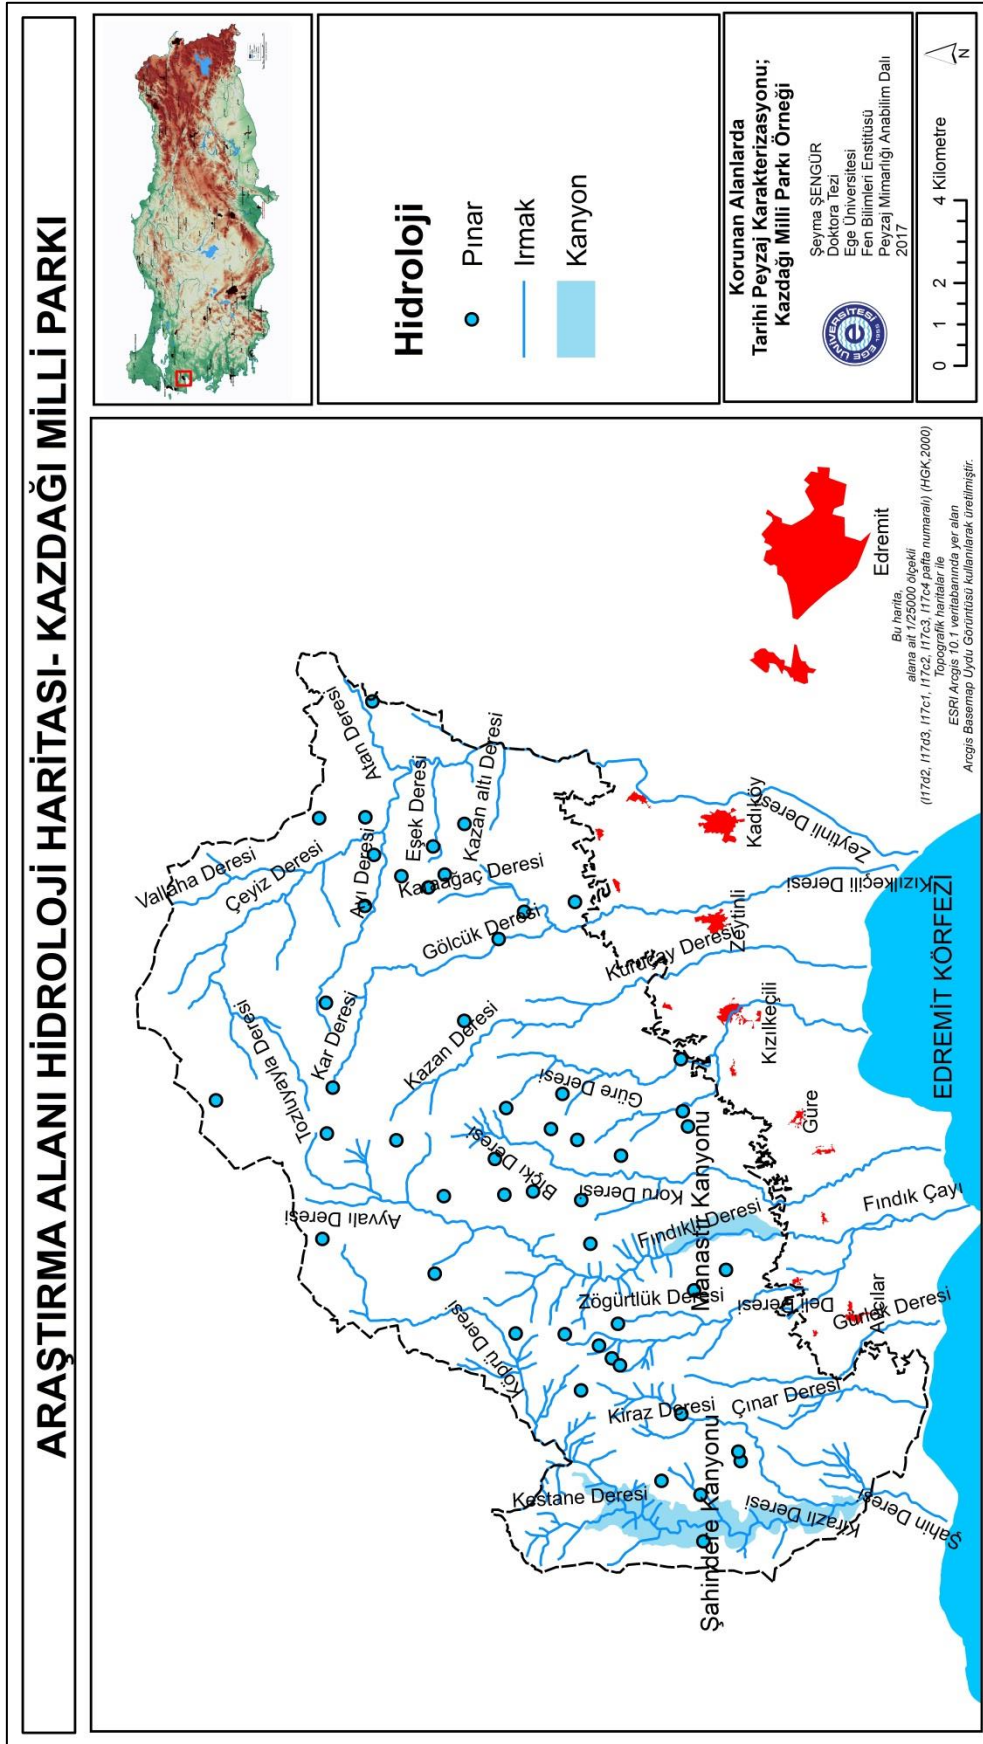 ARAŞTIRMA ALANI HİDROLOJİ HARİTASI- KAZDAĞI MİLLİ PARKI
Hidroloji
Pınar
Irmak
Kanyon
Korunan Alanlarda
Tarihi Peyzaj Karakterizasyonu;
Kazdağı Milli Parkı Örneği
Şeyma ŞENGÜR
Doktora Tezi
Ege Üniversitesi
Fen Bilimleri Enstitüsü
Peyzaj Mimarlığı Anabilim Dalı
2017
EGE ÜNİVERSİTESİ
0 1 2 4 Kilometre
N
Vallaha Deresi
Çeyiz Deresi
Atan Deresi
Tozluyayla Deresi
Ayı Deresi
Eşek Deresi
Kazan altı Deresi
Karaağaç Deresi
Kar Deresi
Gölcük Deresi
Ayvalı Deresi
Kazan Deresi
Köprü Deresi
Bıçkı Deresi
Güre Deresi
Koru Deresi
Kuruçay Deresi
Kestane Deresi
Kiraz Deresi
Zögürtlük Deresi
Fındıklı Deresi
Manastır Kanyonu
Şahindere Kanyonu
Çınar Deresi
Deli Deresi
Kirazlı Deresi
Şahin Deresi
Gürlek Deresi
Avcılar
Fındık Çayı
Güre
Kızılkeçili
Zeytinli
Kadıköy
Kızılkeçili Deresi
Zeytinli Deresi
Edremit
EDREMİT KÖRFEZİ
Bu harita,
alana ait 1/25000 ölçekli
(I17d2, I17d3, I17c1, I17c2, I17c3, I17c4 pafta numaralı) (HGK,2000)
Topografik haritalar ile
ESRI Arcgis 10.1 veritabanında yer alan
Arcgis Basemap Uydu Görüntüsü kullanılarak üretilmiştir.